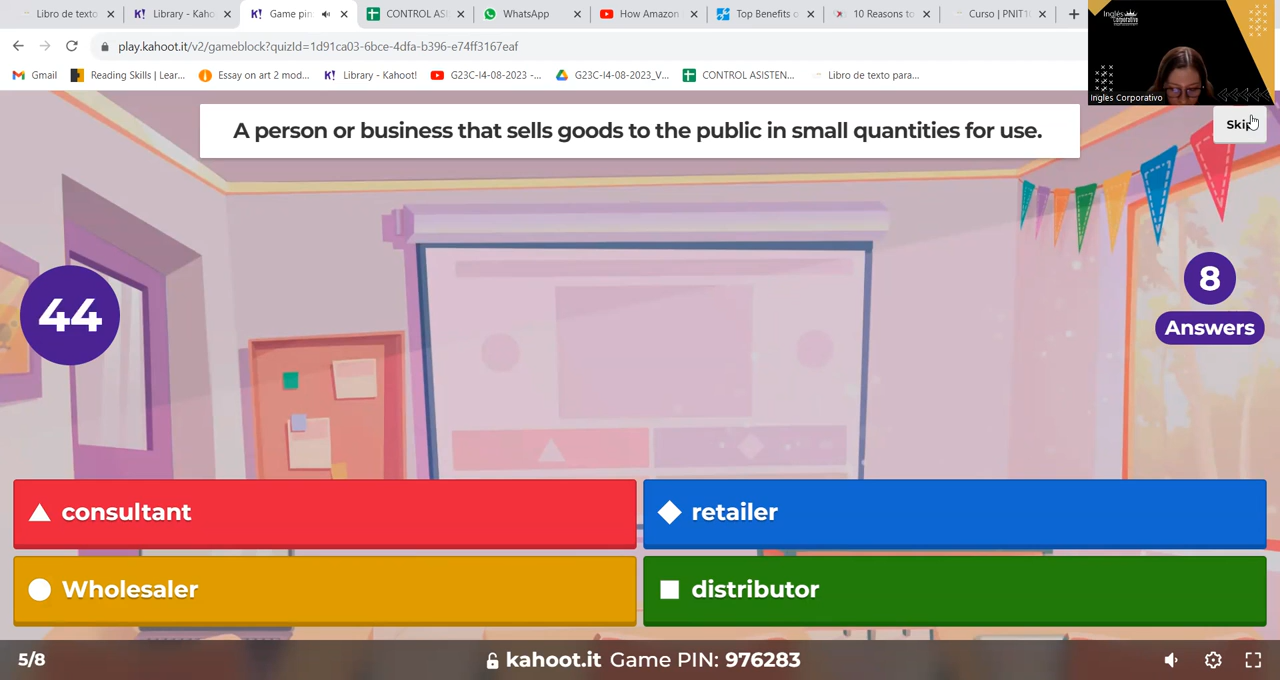 Libro de texto
Library - Kaho
Game pin
CONTROL AS
WhatsApp
How Amazon
Top Benefits o
10 Reasons to
Curso | PNIT1
play.kahoot.it/v2/gameblock?quizId=1d91ca03-6bce-4dfa-b396-e74ff3167eaf
Gmail
Reading Skills | Lear...
Essay on art 2 mod...
Library - Kahoot!
G23C-I4-08-2023 -...
G23C-I4-08-2023_V...
CONTROL ASISTEN...
Libro de texto para...
Inglés
Corporativo
Ingles Corporativo
A person or business that sells goods to the public in small quantities for use.
Skip
44
8
Answers
consultant
retailer
Wholesaler
distributor
5/8
kahoot.it Game PIN: 976283